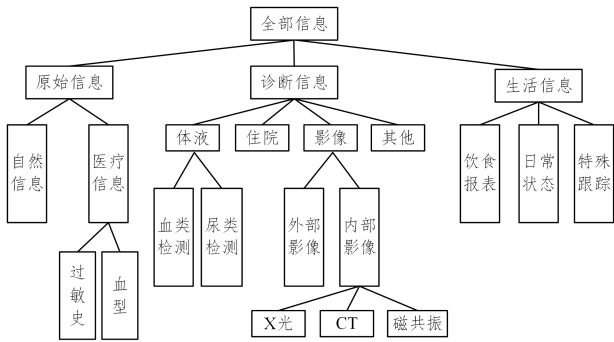 全部信息
原始信息
诊断信息
生活信息
体液
住院
影像
其他
自然
信息
医疗
信息
饮食
报表
日常
状态
特殊
跟踪
血类
检测
尿类
检测
外部
影像
内部
影像
过
敏
史
血
型
X光
CT
磁共振